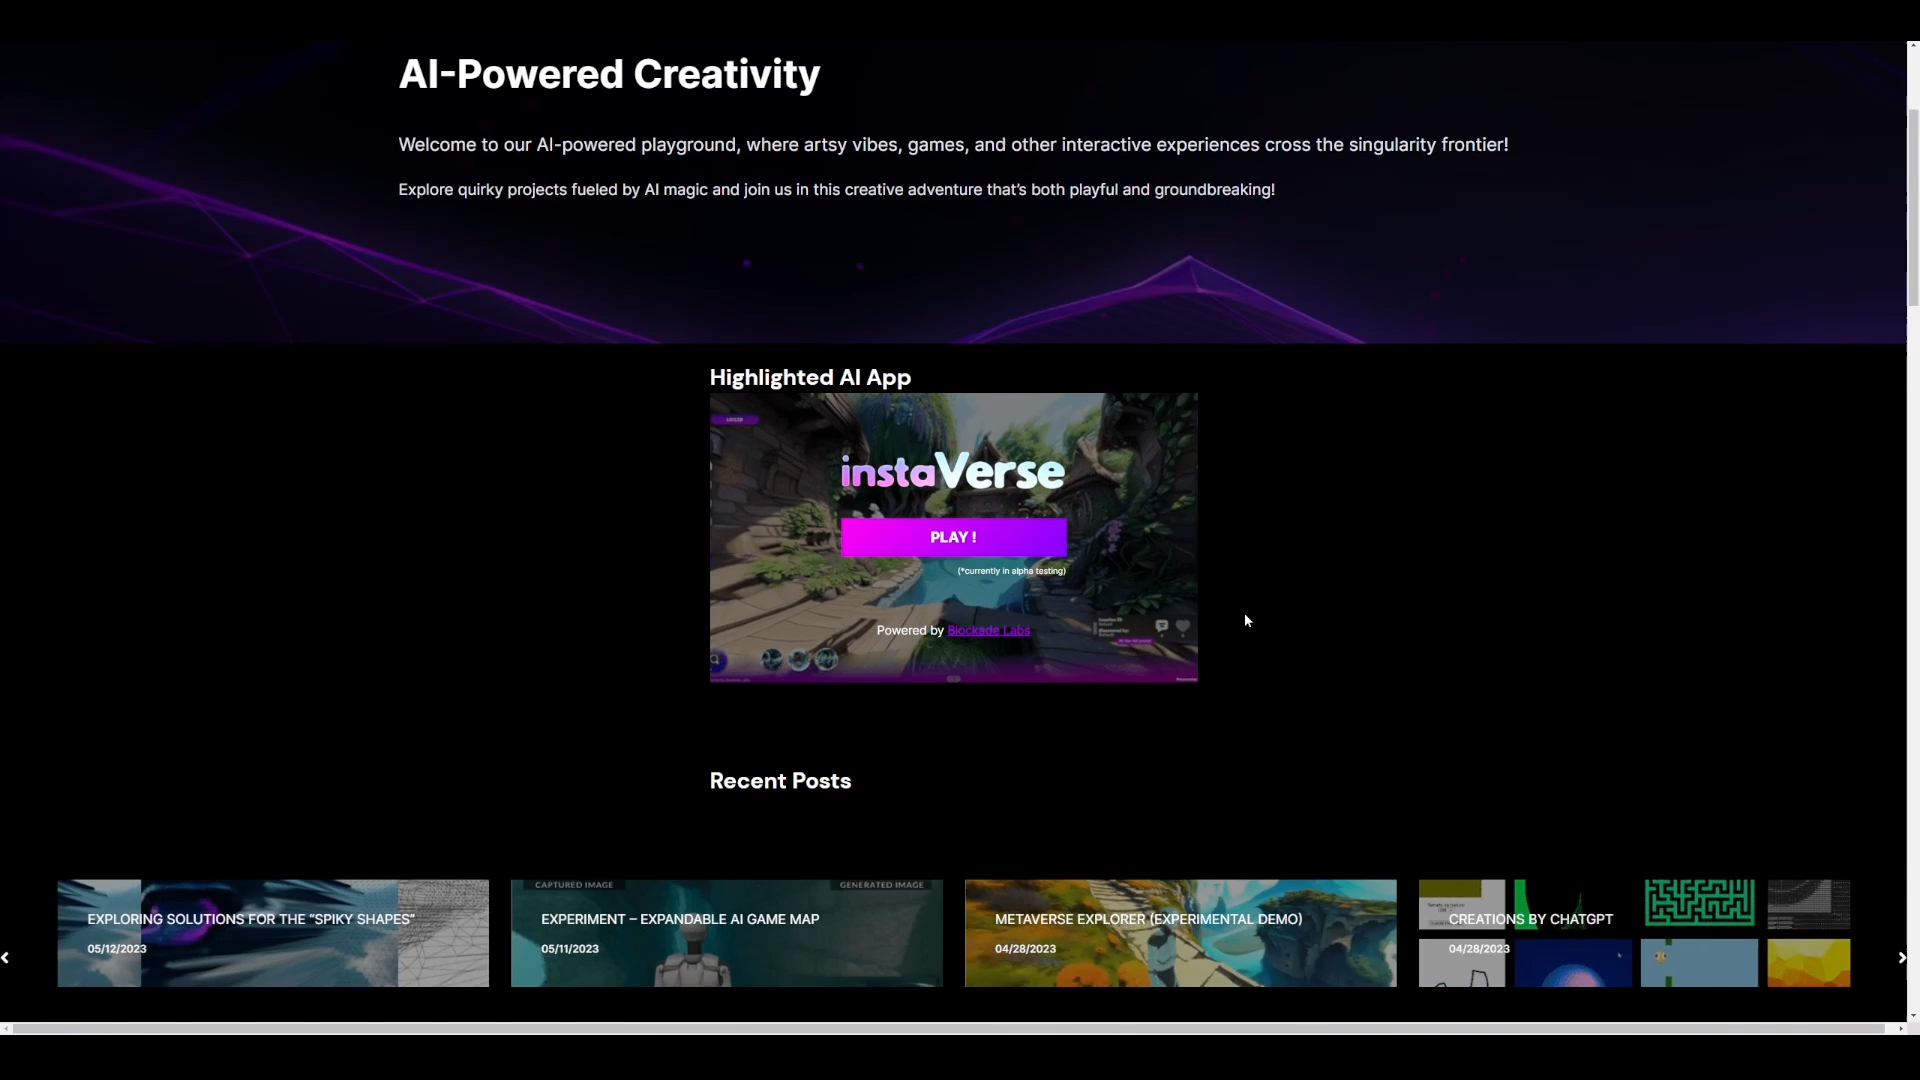 AI-Powered Creativity
Welcome to our AI-powered playground, where artsy vibes, games, and other interactive experiences cross the singularity frontier!
Explore quirky projects fueled by AI magic and join us in this creative adventure that's both playful and groundbreaking!
Highlighted AI App
LOGIN
instaVerse
PLAY !
(*currently in alpha testing)
Powered by Blockade Labs
Recent Posts
CAPTURED IMAGE
GENERATED IMAGE
EXPLORING SOLUTIONS FOR THE “SPIKY SHAPES”
05/12/2023
EXPERIMENT – EXPANDABLE AI GAME MAP
05/11/2023
METAVERSE EXPLORER (EXPERIMENTAL DEMO)
04/28/2023
CREATIONS BY CHATGPT
04/28/2023